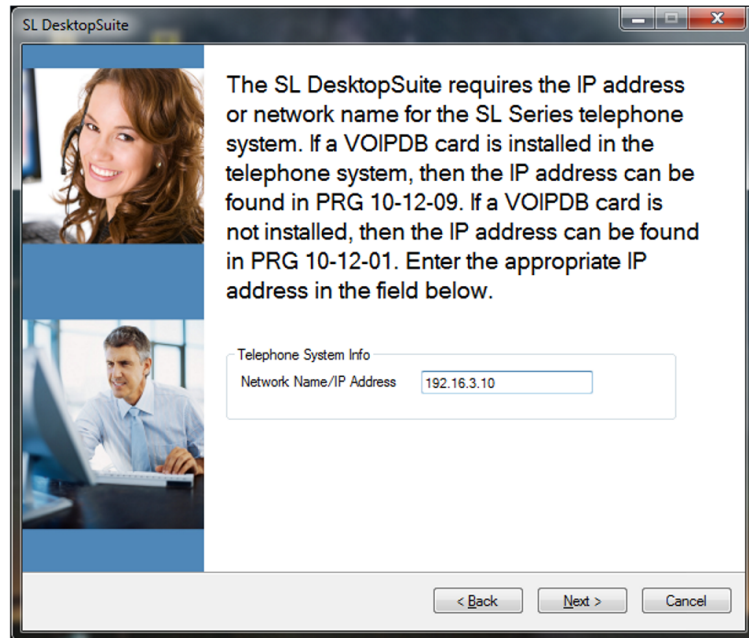 SL DesktopSuite
The SL DesktopSuite requires the IP address
or network name for the SL Series telephone
system. If a VOIPDB card is installed in the
telephone system, then the IP address can be
found in PRG 10-12-09. If a VOIPDB card is
not installed, then the IP address can be found
in PRG 10-12-01. Enter the appropriate IP
address in the field below.
Telephone System Info
Network Name/IP Address 192.16.3.10
< Back Next > Cancel